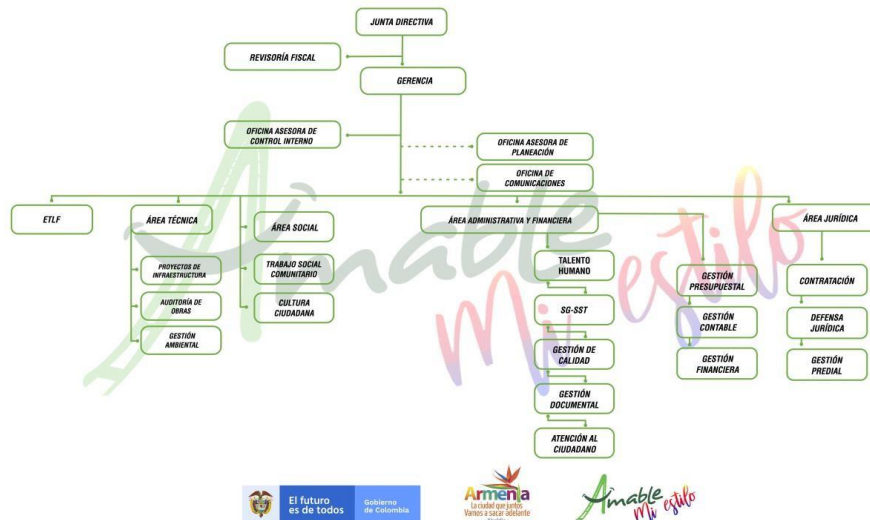 JUNTA DIRECTIVA
REVISORÍA FISCAL
GERENCIA
OFICINA ASESORA DE
CONTROL INTERNO
OFICINA ASESORA DE
PLANEACIÓN
OFICINA DE
COMUNICACIONES
ETLF
ÁREA TÉCNICA
PROYECTOS DE
INFRAESTRUCTURA
AUDITORÍA DE
OBRAS
GESTIÓN
AMBIENTAL
ÁREA SOCIAL
TRABAJO SOCIAL
COMUNITARIO
CULTURA
CIUDADANA
ÁREA ADMINISTRATIVA Y FINANCIERA
TALENTO
HUMANO
SG-SST
GESTIÓN DE
CALIDAD
GESTIÓN
DOCUMENTAL
ATENCIÓN AL
CIUDADANO
GESTIÓN
PRESUPUESTAL
GESTIÓN
CONTABLE
GESTIÓN
FINANCIERA
ÁREA JURÍDICA
CONTRATACIÓN
DEFENSA
JURÍDICA
GESTIÓN
PREDIAL
Amable
Mi estilo
El futuro
es de todos
Gobierno
de Colombia
Armenia
La ciudad que juntos
Vamos a sacar adelante
Amable
Mi estilo